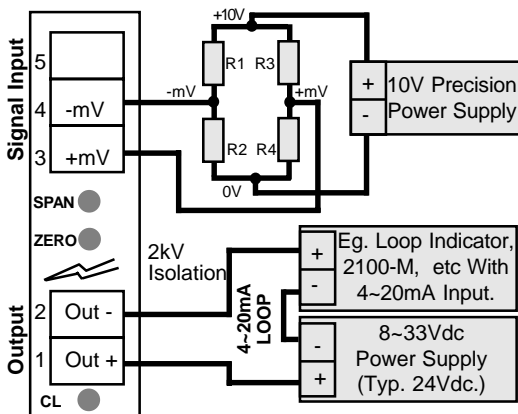 Signal Input
5
4
-mV
3
+mV
SPAN
ZERO
2kV
Isolation
Output
2
Out -
1
Out +
CL
+10V
R1
R3
-mV
+mV
R2
R4
0V
+
-
10V Precision
Power Supply
4~20mA
LOOP
+
-
Eg. Loop Indicator,
2100-M, etc With
4~20mA Input.
-
+
8~33Vdc
Power Supply
(Typ. 24Vdc.)